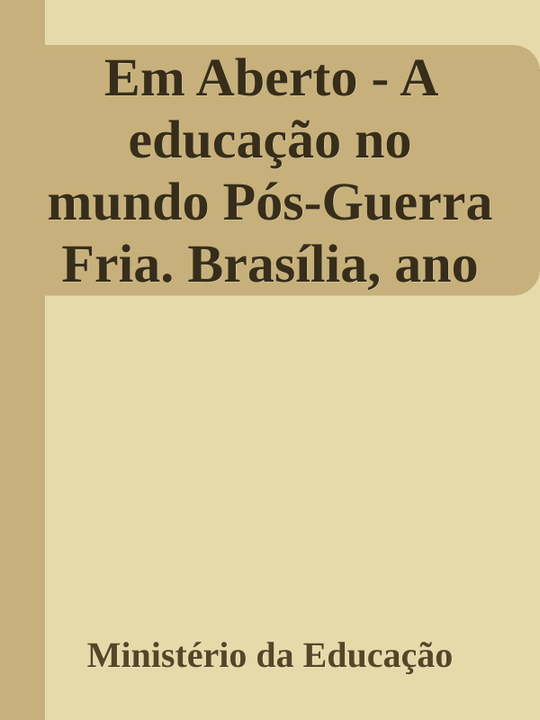 Em Aberto - A
educação no
mundo Pós-Guerra
Fria. Brasília, ano
Ministério da Educação